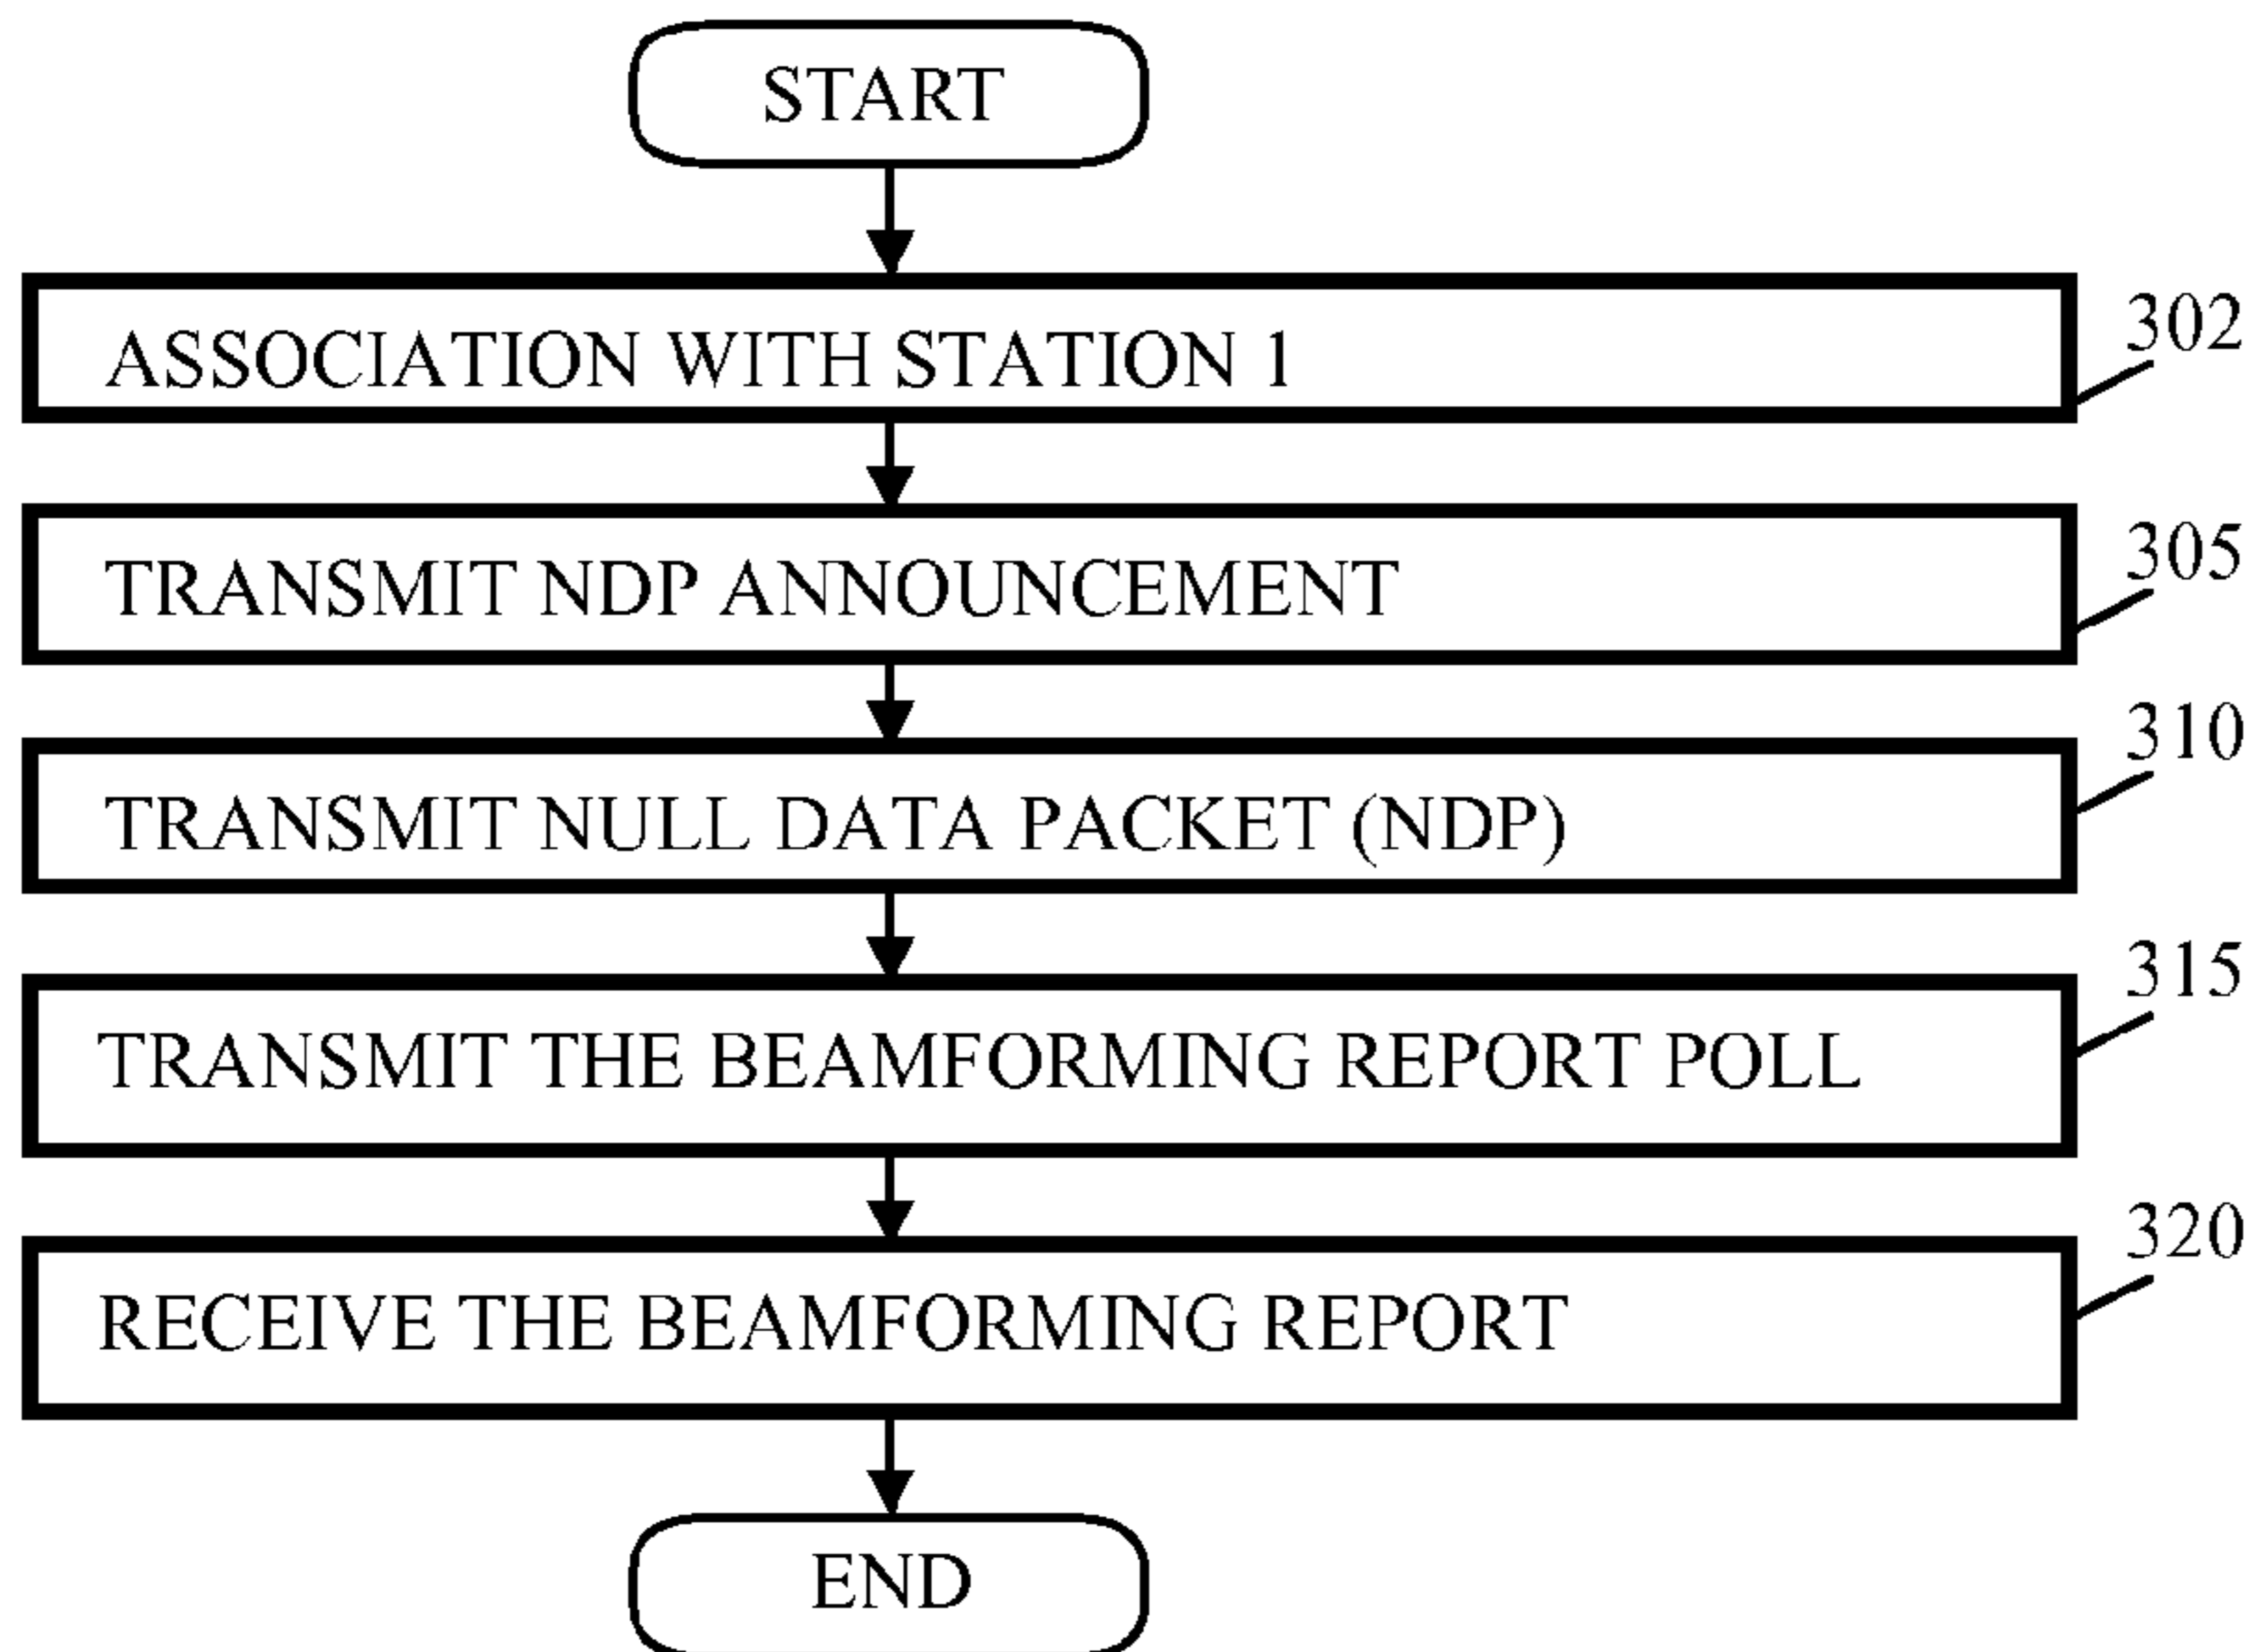 START
302
ASSOCIATION WITH STATION 1
305
TRANSMIT NDP ANNOUNCEMENT
310
TRANSMIT NULL DATA PACKET (NDP)
315
TRANSMIT THE BEAMFORMING REPORT POLL
320
RECEIVE THE BEAMFORMING REPORT
END